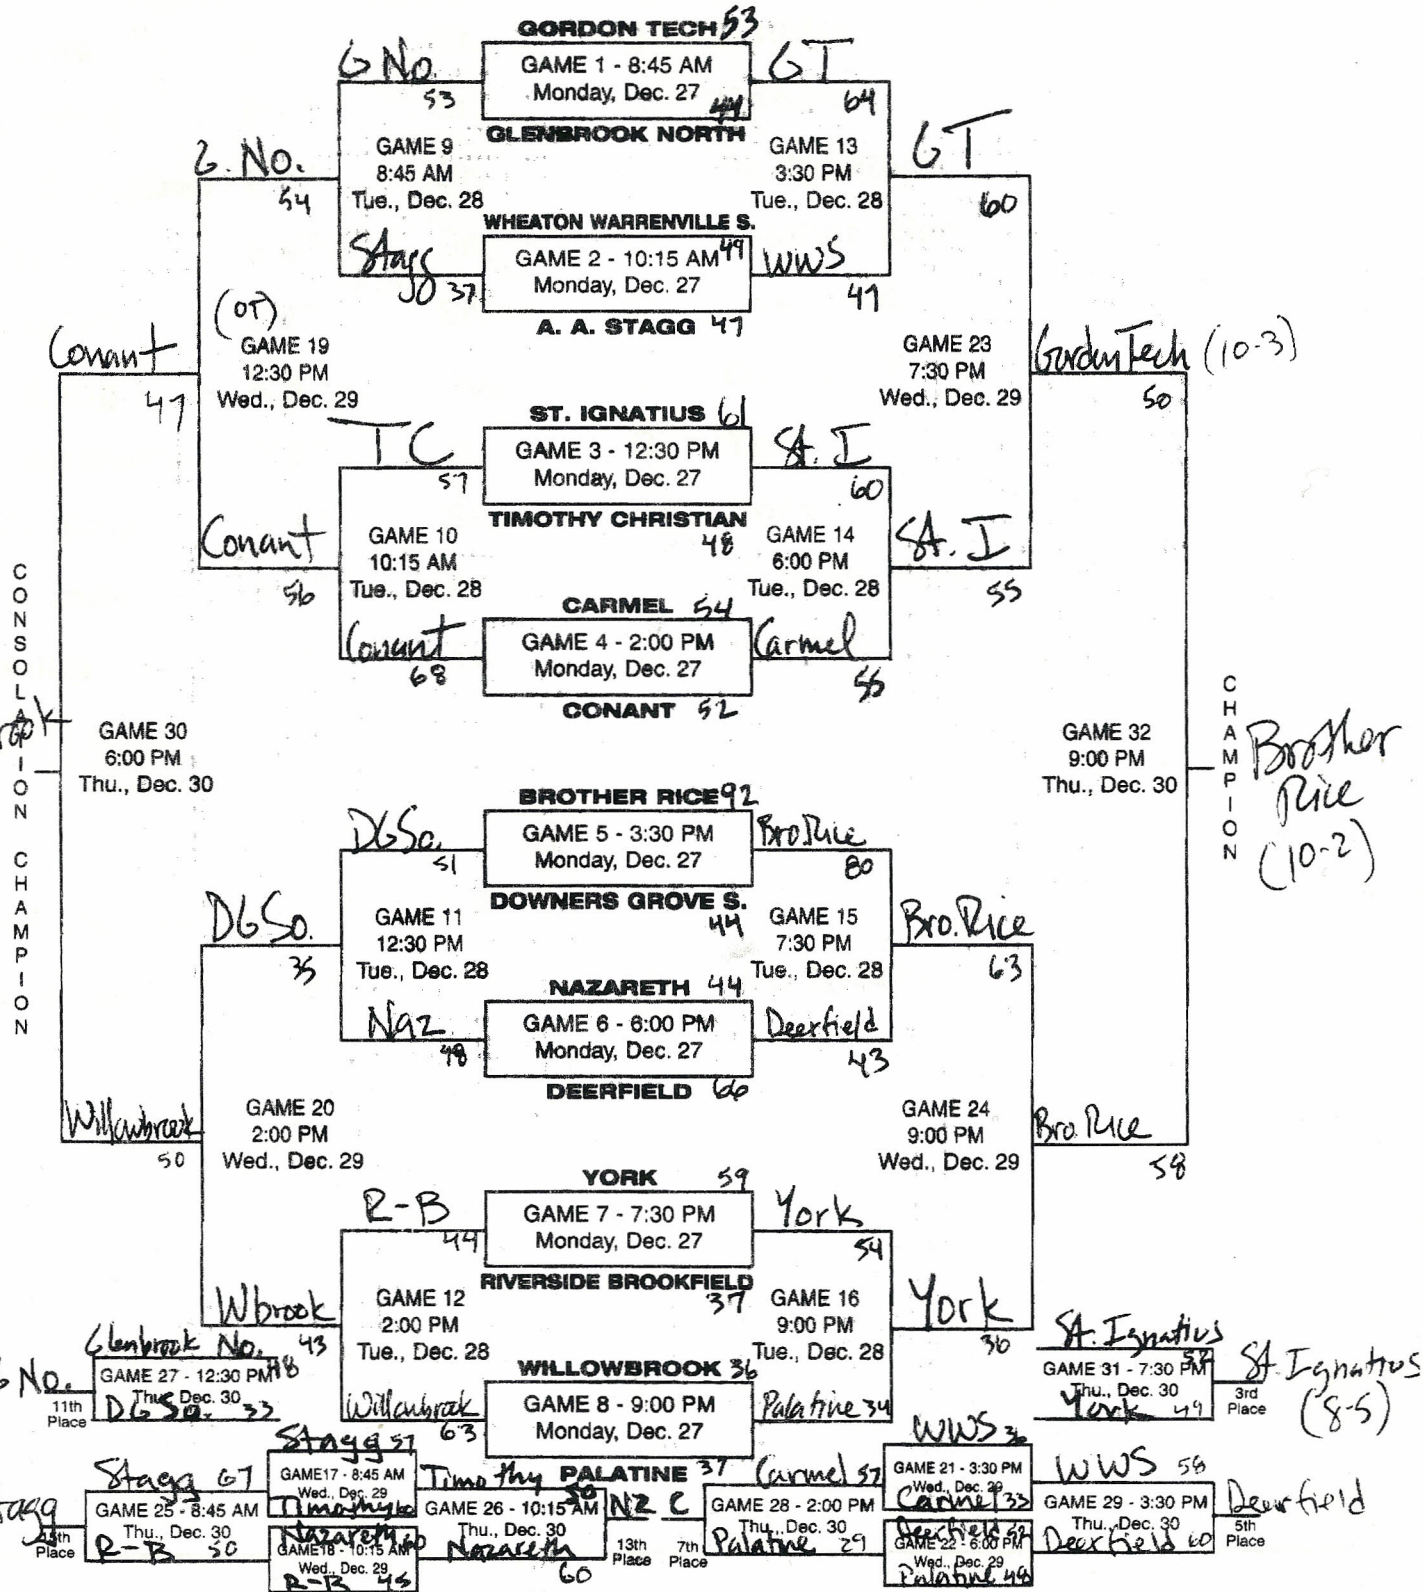 GORDON TECH 53
G No.
GAME 1 - 8:45 AM
GT
53
Monday, Dec. 27
44
64
GLENBROOK NORTH
G. No.
GAME 9
8:45 AM
Tue., Dec. 28
GAME 13
3:30 PM
Tue., Dec. 28
GT
54
60
WHEATON WARRENVILLE S.
Stagg
GAME 2 - 10:15 AM 49
WWS
37
Monday, Dec. 27
A. A. STAGG 47
(OT)
Conant
GAME 19
12:30 PM
Wed., Dec. 29
47
GAME 23
7:30 PM
Wed., Dec. 29
Gordon Tech (10-3)
50
ST. IGNATIUS 61
TC
GAME 3 - 12:30 PM
St. I
57
Monday, Dec. 27
60
TIMOTHY CHRISTIAN
48
Conant
GAME 10
10:15 AM
Tue., Dec. 28
GAME 14
6:00 PM
Tue., Dec. 28
St. I
56
55
CARMEL 54
Conant
GAME 4 - 2:00 PM
Carmel
68
Monday, Dec. 27
55
CONANT 52
CONSOLATION CHAMPION
GAME 30
6:00 PM
Thu., Dec. 30
GAME 32
9:00 PM
Thu., Dec. 30
CHAMPION
Brother
Rice
(10-2)
BROTHER RICE 92
DGSo.
GAME 5 - 3:30 PM
Bro.Rice
51
Monday, Dec. 27
80
DOWNERS GROVE S.
44
DGSo.
GAME 11
12:30 PM
Tue., Dec. 28
GAME 15
7:30 PM
Tue., Dec. 28
Bro. Rice
35
63
NAZARETH 44
Naz
GAME 6 - 6:00 PM
Deerfield
48
Monday, Dec. 27
43
DEERFIELD 66
Willowbrook
GAME 20
2:00 PM
Wed., Dec. 29
50
GAME 24
9:00 PM
Wed., Dec. 29
Bro. Rice
58
YORK 59
R-B
GAME 7 - 7:30 PM
York
44
Monday, Dec. 27
54
RIVERSIDE BROOKFIELD
37
Wbrook
GAME 12
2:00 PM
Tue., Dec. 28
GAME 16
9:00 PM
Tue., Dec. 28
York
43
36
WILLOWBROOK 36
Willowbrook
GAME 8 - 9:00 PM
Palatine 34
63
Monday, Dec. 27
PALATINE 37
Glenbrook No. 48
GAME 27 - 12:30 PM
Thu., Dec. 30
DGSo. 33
No.
11th
Place
St. Ignatius
GAME 31 - 7:30 PM
Thu., Dec. 30
York 49
St. Ignatius
3rd
Place
(8-5)
Stagg 57
GAME17 - 8:45 AM
Wed., Dec. 29
Timothy 60
Nazareth
GAME18 - 10:15 AM
Wed., Dec. 29
R-B 45
Stagg 67
GAME 25 - 8:45 AM
Thu., Dec. 30
R-B 50
Place
Timothy 50
GAME 26 - 10:15 AM
Thu., Dec. 30
Nazareth
60
13th
Place
WWS 36
GAME 21 - 3:30 PM
Wed., Dec. 29
Carmel 33
Deerfield 52
GAME 22 - 6:00 PM
Wed., Dec. 29
Palatine 48
Carmel 57
GAME 28 - 2:00 PM
Thu., Dec. 30
Palatine 29
C
7th
Place
WWS 58
GAME 29 - 3:30 PM
Thu., Dec. 30
Deerfield 60
Deerfield
5th
Place